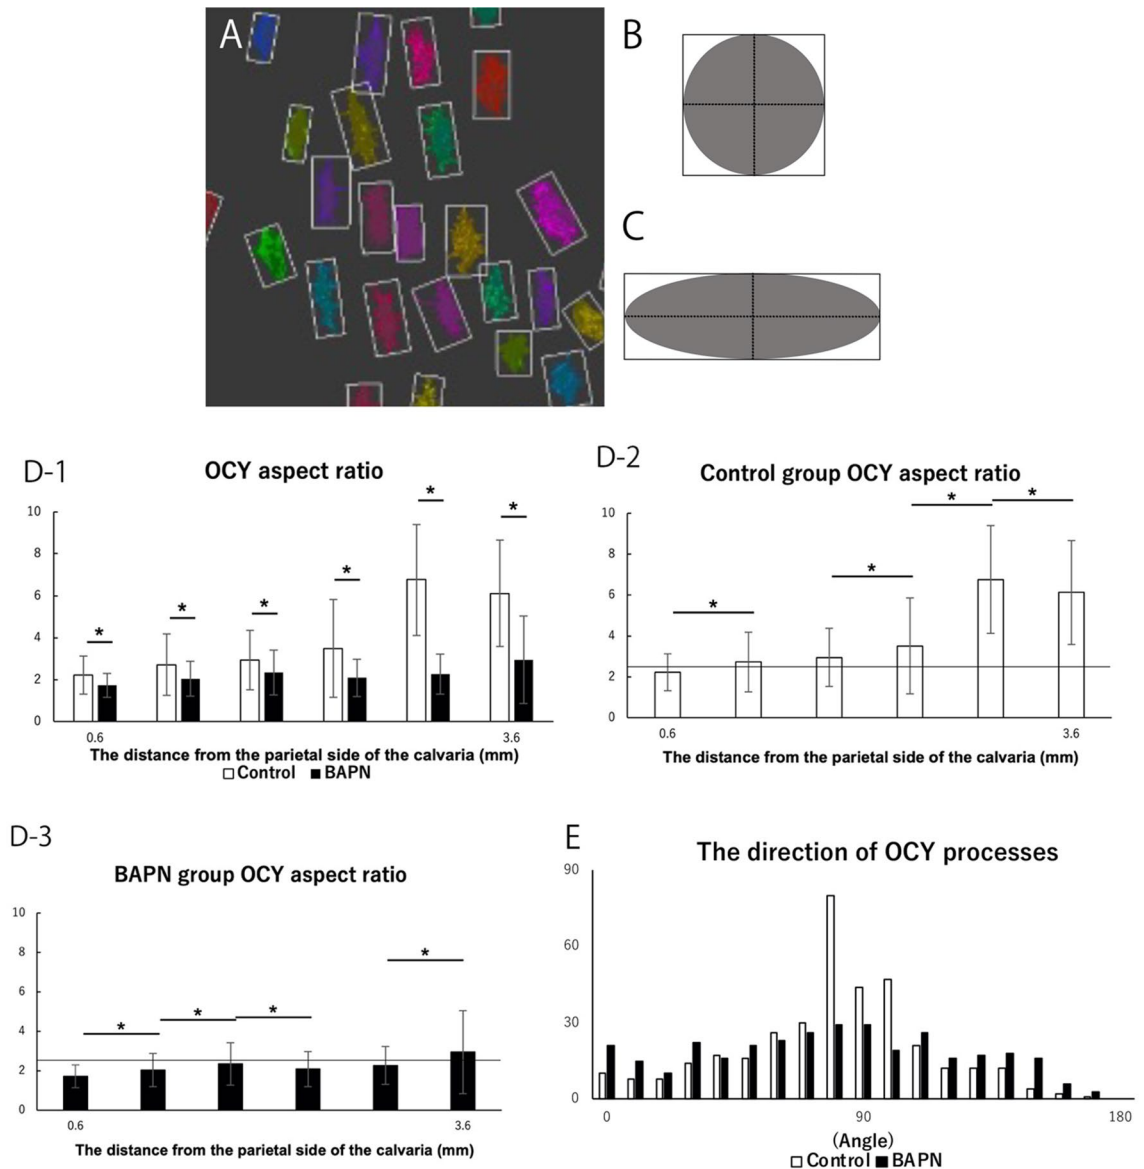 A
B
C
D-1
OCY aspect ratio
*
*
*
*
*
*
10
8
6
4
2
0
0.6
3.6
The distance from the parietal side of the calvaria (mm)
Control BAPN
D-2
Control group OCY aspect ratio
*
*
*
*
10
8
6
4
2
0
0.6
3.6
The distance from the parietal side of the calvaria (mm)
D-3
BAPN group OCY aspect ratio
*
*
*
*
10
8
6
4
2
0
0.6
3.6
The distance from the parietal side of the calvaria (mm)
E
The direction of OCY processes
90
60
30
0
0
90
180
(Angle)
Control BAPN